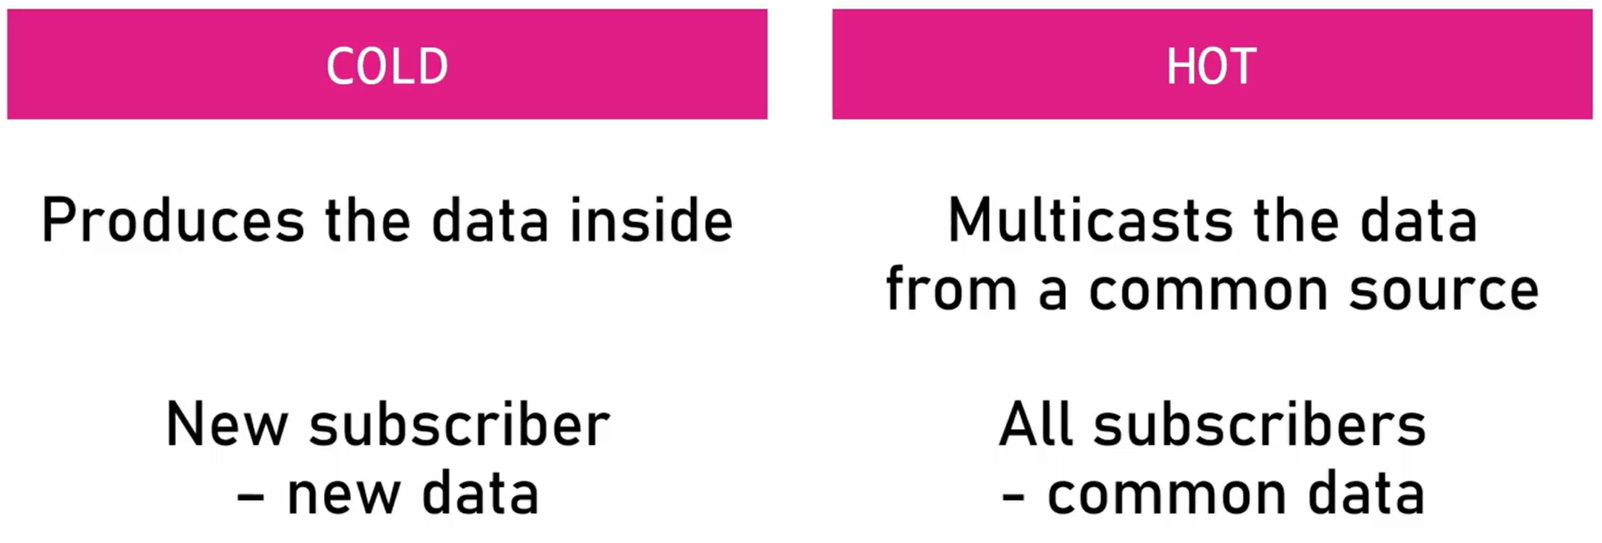 COLD
HOT
Produces the data inside
Multicasts the data
from a common source
New subscriber
– new data
All subscribers
- common data